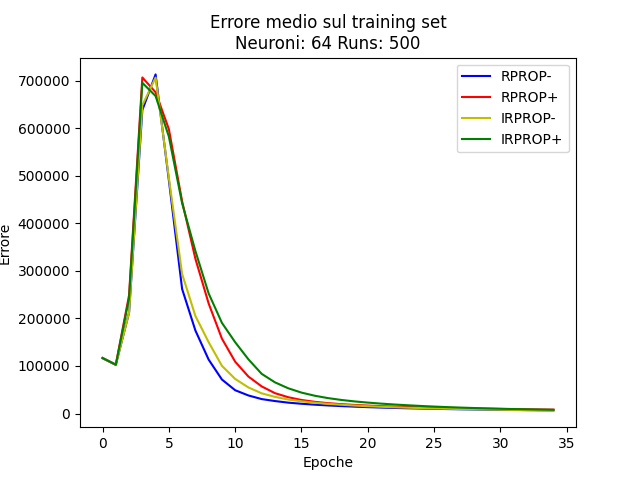 Errore medio sul training set
Neuroni: 64 Runs: 500
RPROP-
RPROP+
IRPROP-
IRPROP+
700000
600000
500000
400000
300000
200000
100000
0
Errore
0 5 10 15 20 25 30 35
Epoche